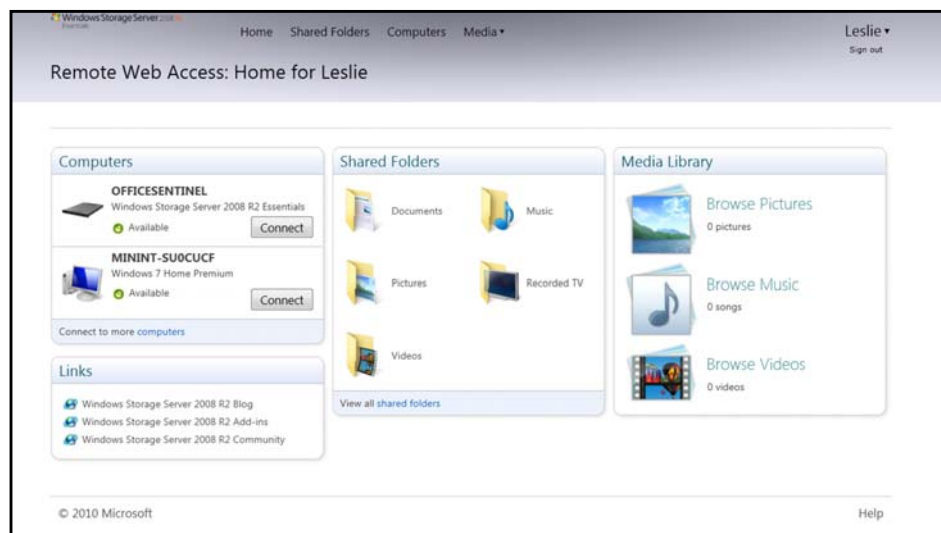 Windows Storage Server 2008 R2
Essentials
Home Shared Folders Computers Media
Leslie
Sign out
Remote Web Access: Home for Leslie
Computers
OFFICESENTINEL
Windows Storage Server 2008 R2 Essentials
Available Connect
MININT-SU0CUCF
Windows 7 Home Premium
Available Connect
Connect to more computers
Links
Windows Storage Server 2008 R2 Blog
Windows Storage Server 2008 R2 Add-ins
Windows Storage Server 2008 R2 Community
Shared Folders
Documents Music
Pictures Recorded TV
Videos
View all shared folders
Media Library
Browse Pictures
0 pictures
Browse Music
0 songs
Browse Videos
0 videos
© 2010 Microsoft Help